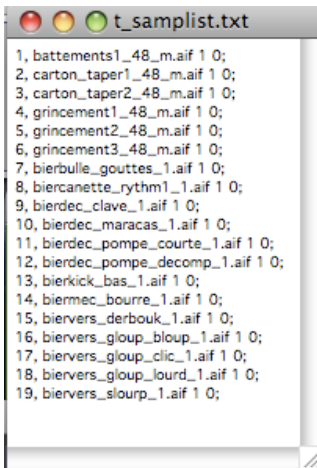 t_samplist.txt
1, battements1_48_m.aif 1 0;
2, carton_taper1_48_m.aif 1 0;
3, carton_taper2_48_m.aif 1 0;
4, grincement1_48_m.aif 1 0;
5, grincement2_48_m.aif 1 0;
6, grincement3_48_m.aif 1 0;
7, bierbulle_gouttes_1.aif 1 0;
8, biercanette_rythm1_1.aif 1 0;
9, bierdec_clave_1.aif 1 0;
10, bierdec_maracas_1.aif 1 0;
11, bierdec_pompe_courte_1.aif 1 0;
12, bierdec_pompe_decomp_1.aif 1 0;
13, bierkick_bas_1.aif 1 0;
14, biermec_bourre_1.aif 1 0;
15, biervers_derbouk_1.aif 1 0;
16, biervers_gloup_bloup_1.aif 1 0;
17, biervers_gloup_clic_1.aif 1 0;
18, biervers_gloup_lourd_1.aif 1 0;
19, biervers_slourp_1.aif 1 0;